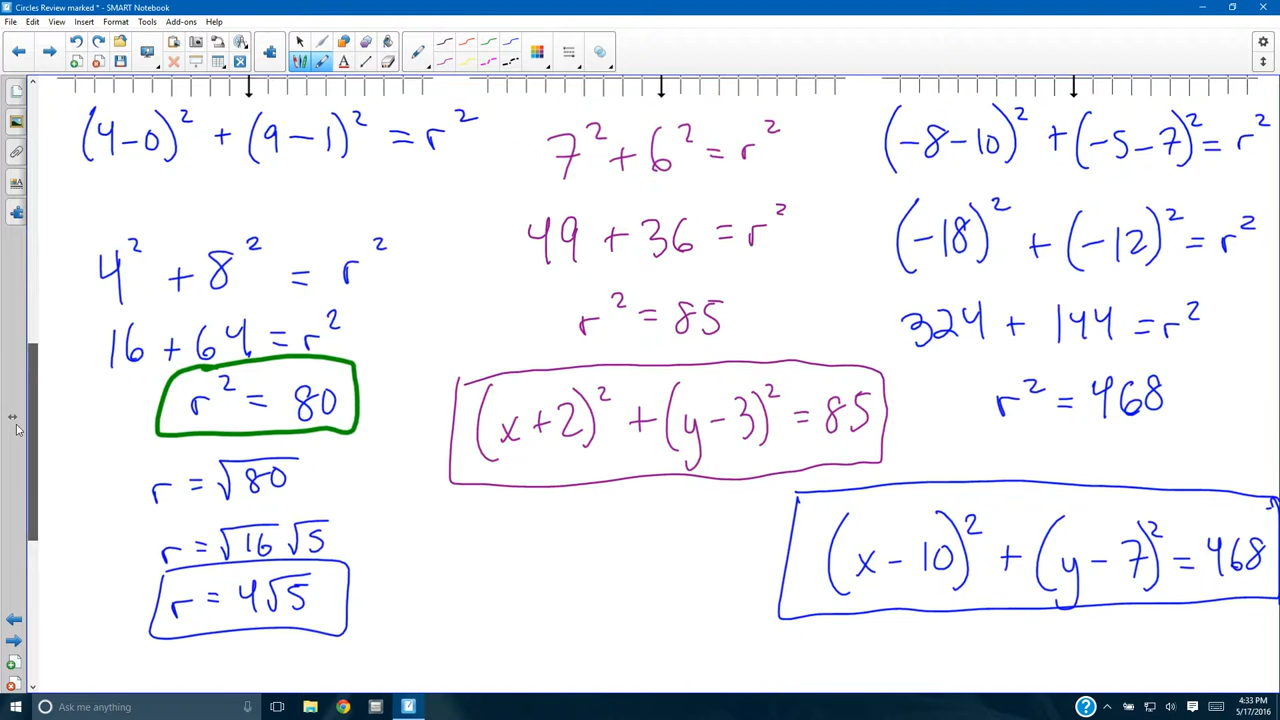 Circles Review marked * - SMART Notebook
File Edit View Insert Format Tools Add-ons Help
(4-0)² + (9-1)² = r²
4² + 8² = r²
16 + 64 = r²
r² = 80
r = √80
r = √16 √5
r = 4√5
7² + 6² = r²
49 + 36 = r²
r² = 85
(x+2)² + (y-3)² = 85
(-8-10)² + (-5-7)² = r²
(-18)² + (-12)² = r²
324 + 144 = r²
r² = 468
(x-10)² + (y-7)² = 468
Ask me anything
4:33 PM
5/17/2016